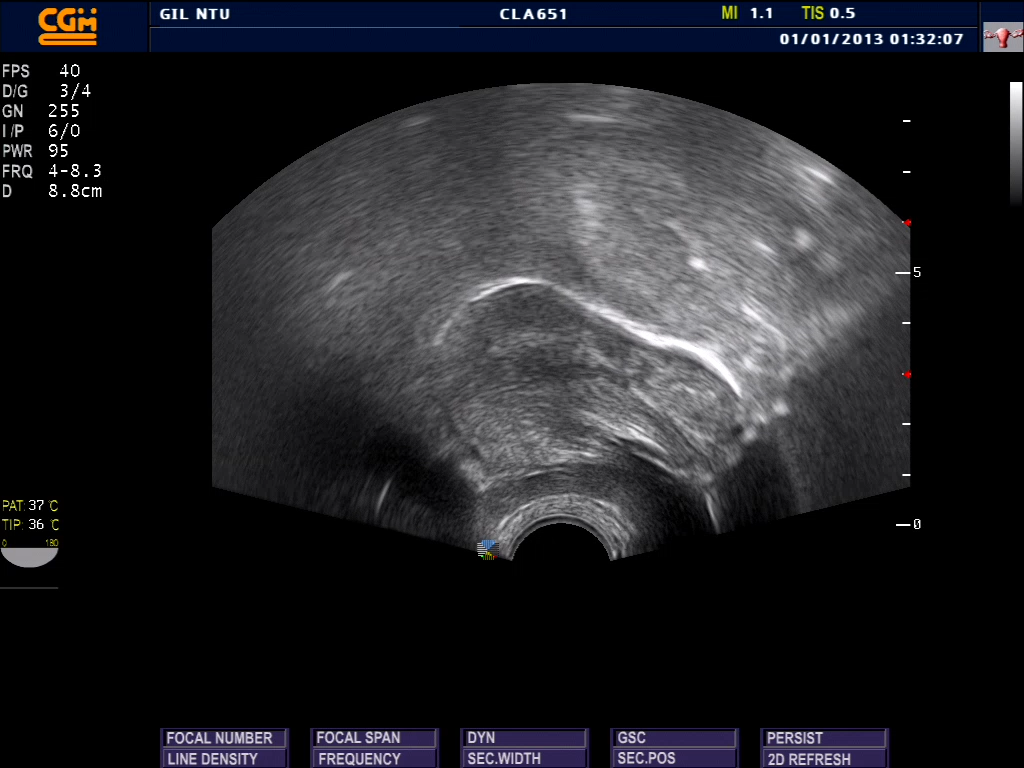 CGM
GIL NTU CLA651 MI 1.1 TIS 0.5
01/01/2013 01:32:07
FPS 40
D/G 3/4
GN 255
I/P 6/0
PWR 95
FRQ 4-8.3
D 8.8cm
5
PAT: 37 ℃
TIP: 36 ℃
0 180
0
FOCAL NUMBER FOCAL SPAN DYN GSC PERSIST
LINE DENSITY FREQUENCY SEC.WIDTH SEC.POS 2D REFRESH